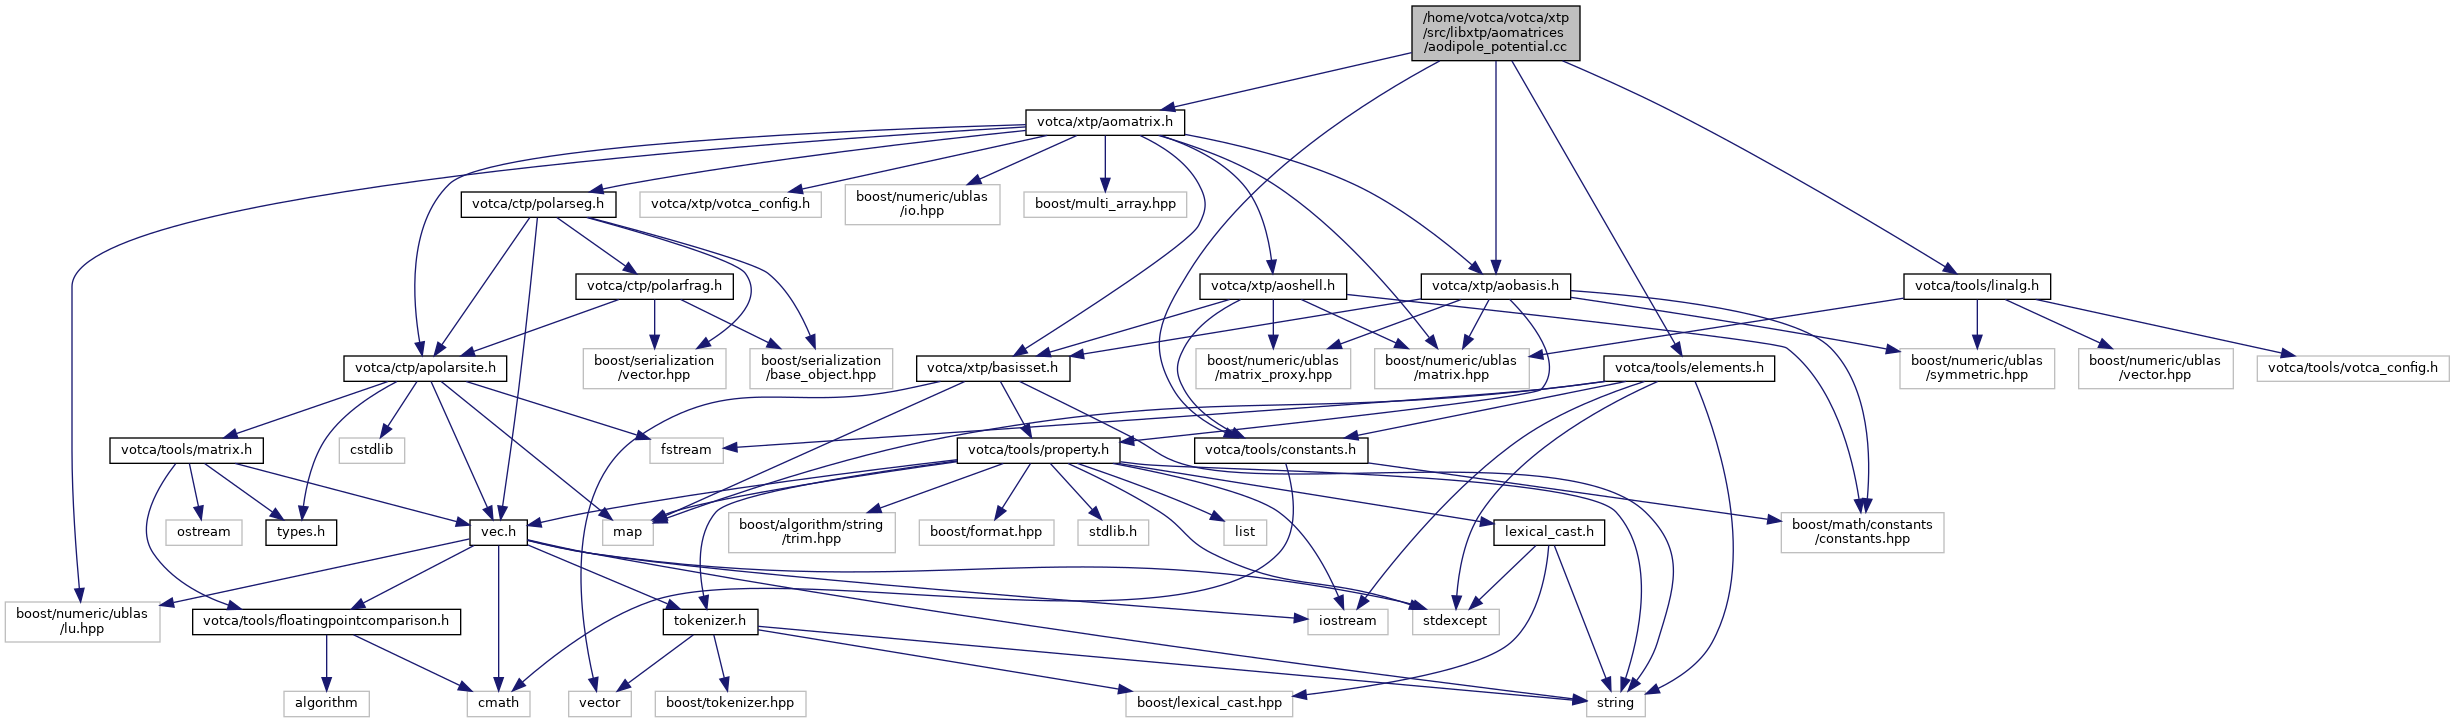 /home/votca/votca/xtp
/src/libxtp/aomatrices
/aodipole_potential.cc
votca/xtp/aomatrix.h
votca/ctp/polarseg.h
votca/xtp/votca_config.h
boost/numeric/ublas
/io.hpp
boost/multi_array.hpp
votca/ctp/polarfrag.h
votca/xtp/aoshell.h
votca/xtp/aobasis.h
votca/tools/linalg.h
votca/ctp/apolarsite.h
boost/serialization
/vector.hpp
boost/serialization
/base_object.hpp
votca/xtp/basisset.h
boost/numeric/ublas
/matrix_proxy.hpp
boost/numeric/ublas
/matrix.hpp
votca/tools/elements.h
boost/numeric/ublas
/symmetric.hpp
boost/numeric/ublas
/vector.hpp
votca/tools/votca_config.h
votca/tools/matrix.h
cstdlib
fstream
votca/tools/property.h
votca/tools/constants.h
ostream
types.h
vec.h
map
boost/algorithm/string
/trim.hpp
boost/format.hpp
stdlib.h
list
lexical_cast.h
boost/math/constants
/constants.hpp
boost/numeric/ublas
/lu.hpp
votca/tools/floatingpointcomparison.h
tokenizer.h
iostream
stdexcept
algorithm
cmath
vector
boost/tokenizer.hpp
boost/lexical_cast.hpp
string